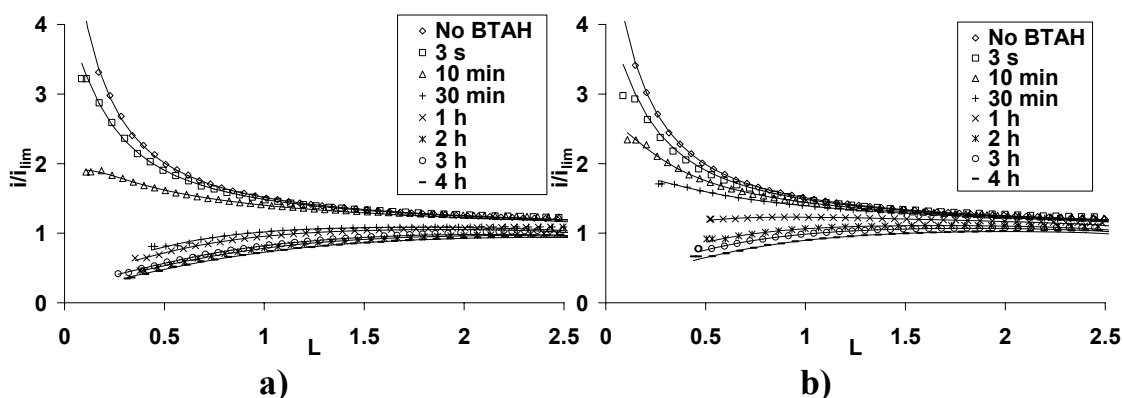 4
3
2
1
0
i/ilim
0
0.5
1
1.5
2
2.5
L
No BTAH
3 s
10 min
30 min
1 h
2 h
3 h
4 h
a)
4
3
2
1
0
i/ilim
0
0.5
1
1.5
2
2.5
L
No BTAH
3 s
10 min
30 min
1 h
2 h
3 h
4 h
b)